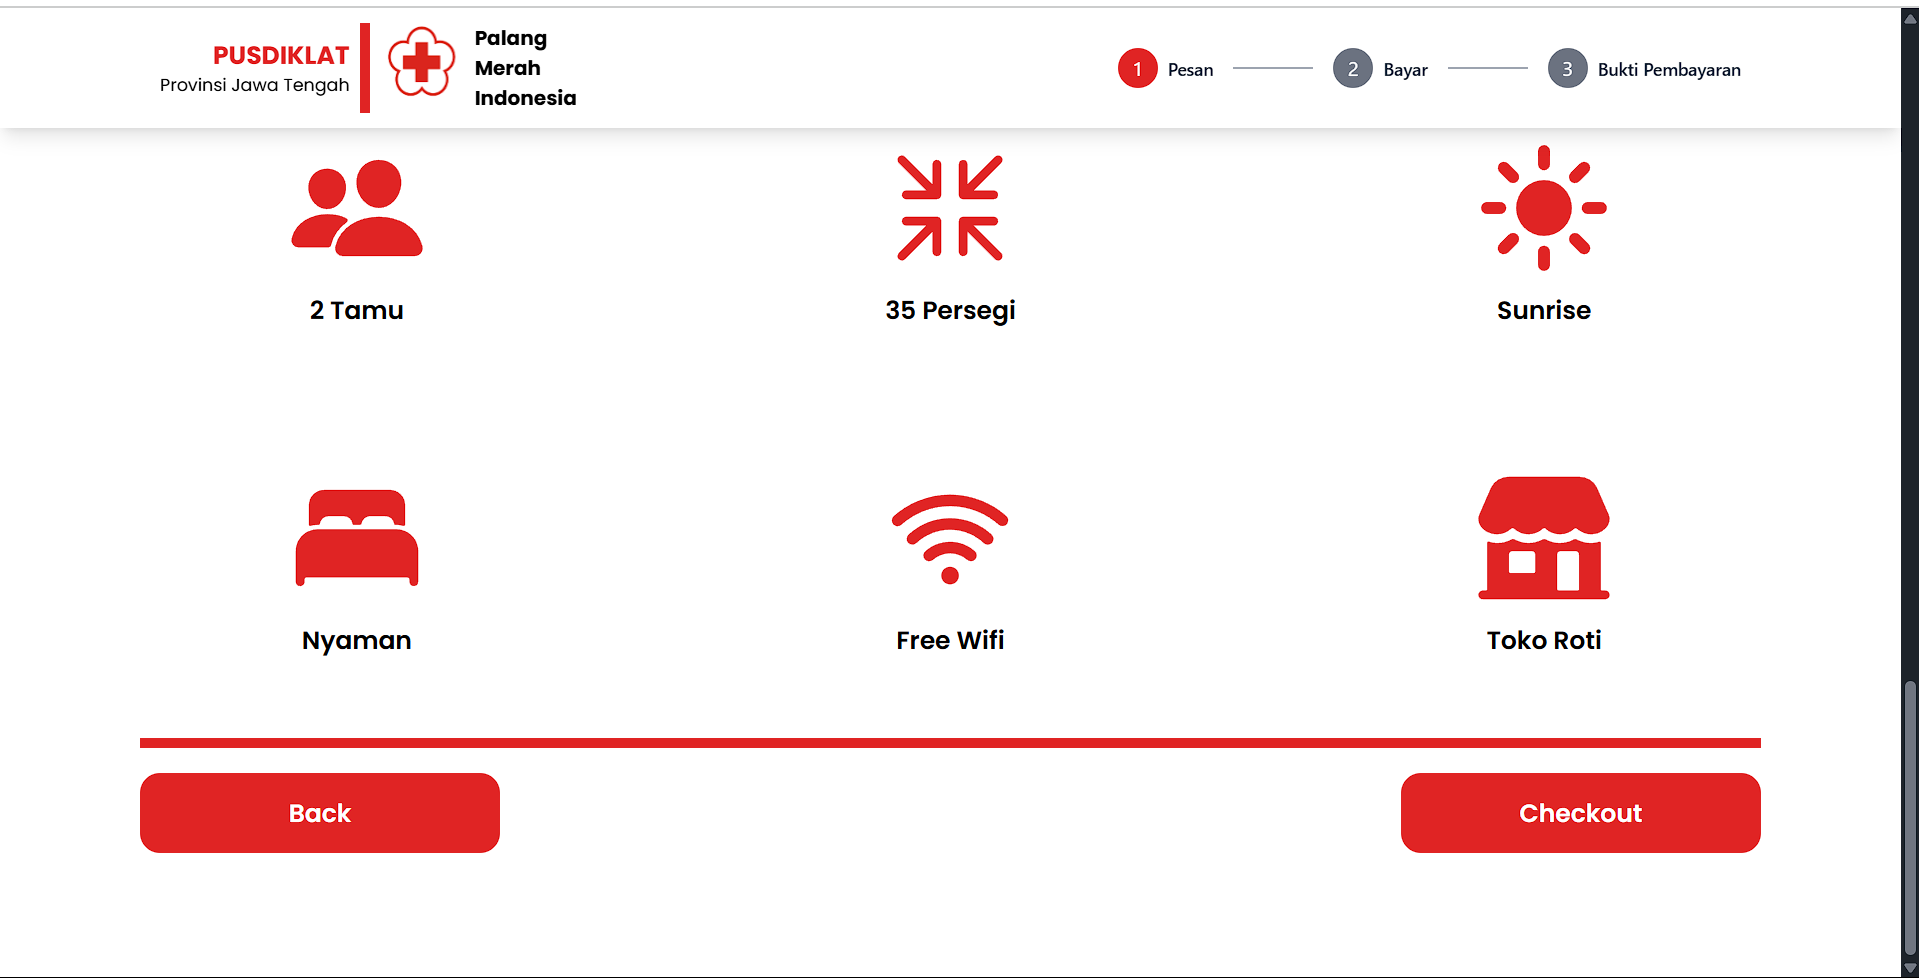 PUSDIKLAT
Provinsi Jawa Tengah
Palang
Merah
Indonesia
1 Pesan
2 Bayar
3 Bukti Pembayaran
2 Tamu
35 Persegi
Sunrise
Nyaman
Free Wifi
Toko Roti
Back
Checkout